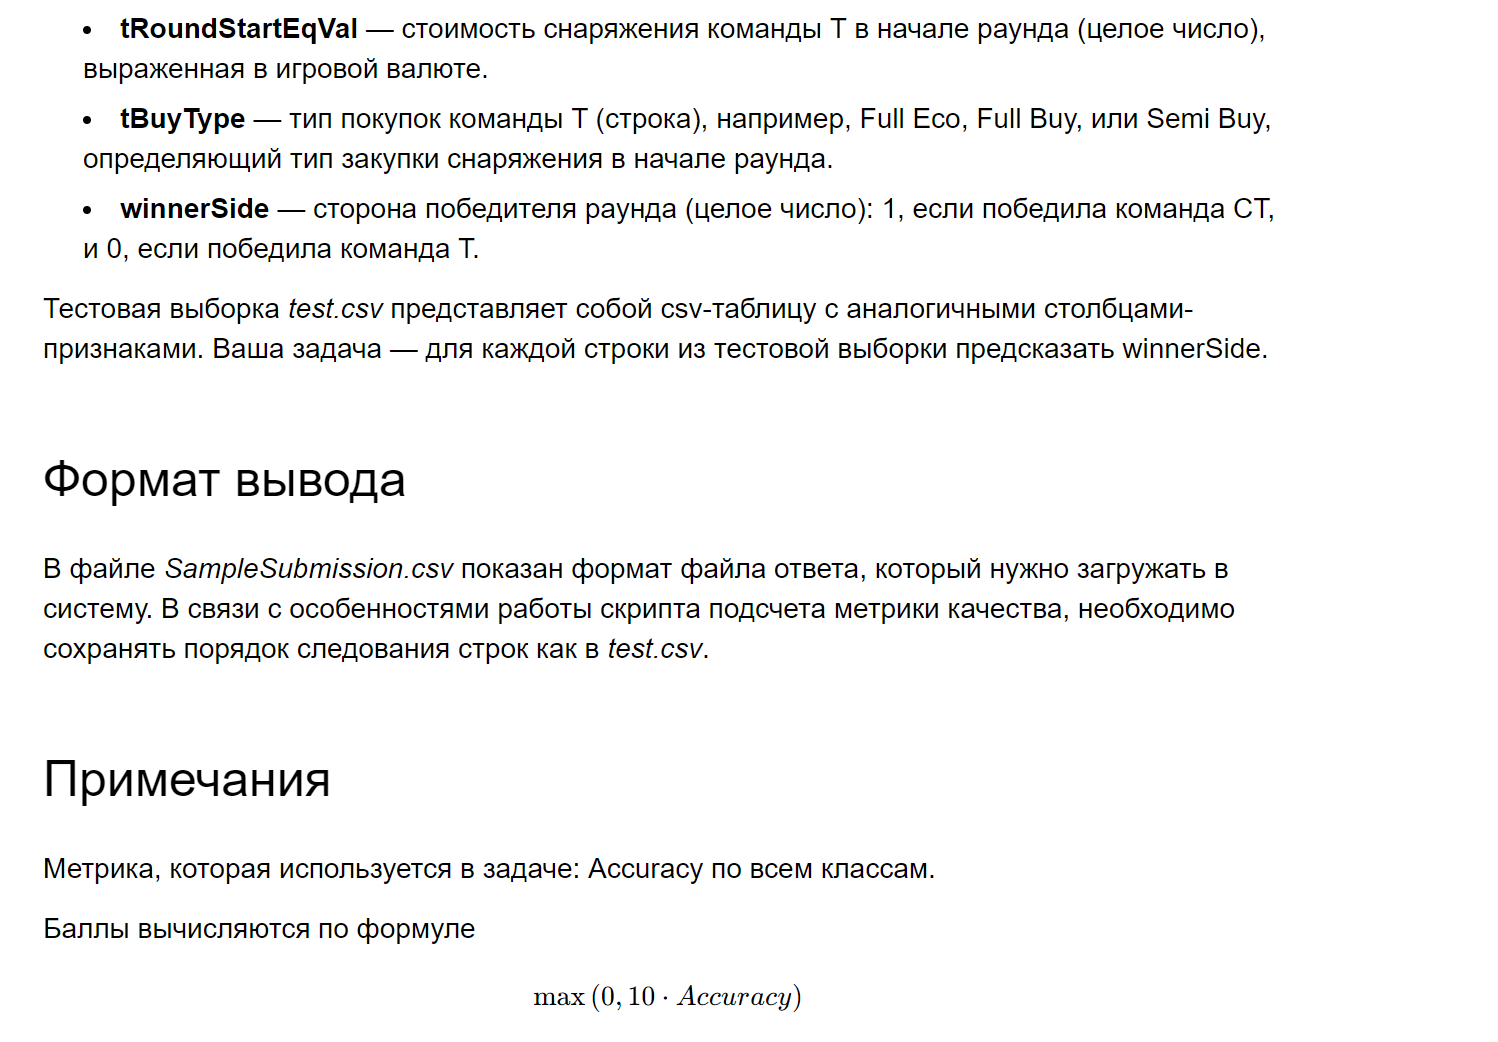 • tRoundStartEqVal — стоимость снаряжения команды T в начале раунда (целое число),
выраженная в игровой валюте.
• tBuyType — тип покупок команды T (строка), например, Full Eco, Full Buy, или Semi Buy,
определяющий тип закупки снаряжения в начале раунда.
• winnerSide — сторона победителя раунда (целое число): 1, если победила команда CT,
и 0, если победила команда T.
Тестовая выборка test.csv представляет собой csv-таблицу с аналогичными столбцами-
признаками. Ваша задача — для каждой строки из тестовой выборки предсказать winnerSide.
Формат вывода
В файле SampleSubmission.csv показан формат файла ответа, который нужно загружать в
систему. В связи с особенностями работы скрипта подсчета метрики качества, необходимо
сохранять порядок следования строк как в test.csv.
Примечания
Метрика, которая используется в задаче: Accuracy по всем классам.
Баллы вычисляются по формуле
max (0, 10 · Accuracy)